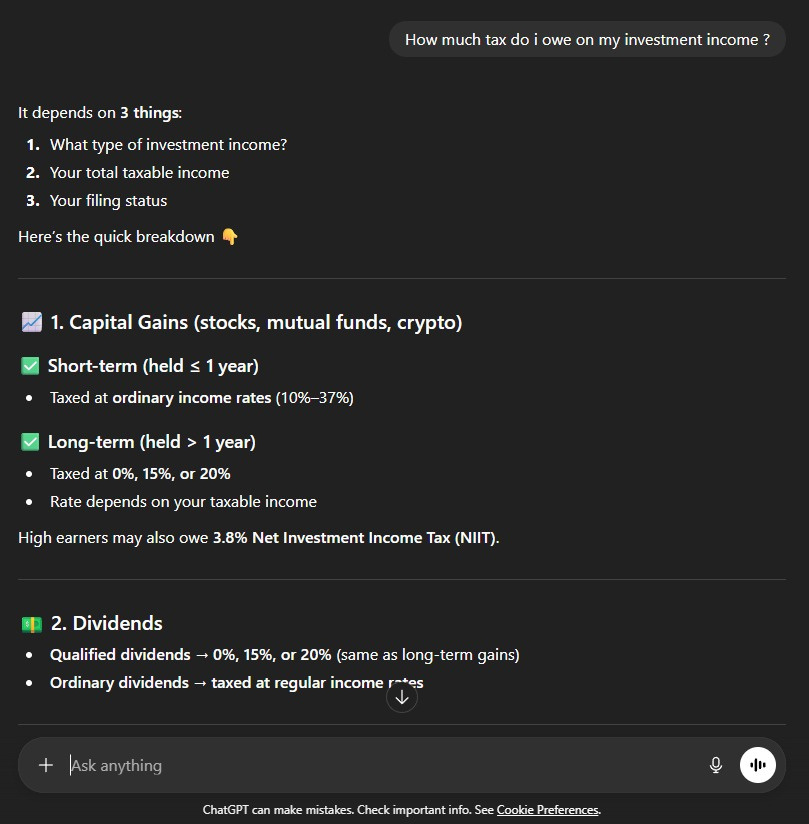 How much tax do i owe on my investment income ?
It depends on 3 things:
1. What type of investment income?
2. Your total taxable income
3. Your filing status
Here's the quick breakdown 👇
📈 1. Capital Gains (stocks, mutual funds, crypto)
✅ Short-term (held ≤ 1 year)
• Taxed at ordinary income rates (10%–37%)
✅ Long-term (held > 1 year)
• Taxed at 0%, 15%, or 20%
• Rate depends on your taxable income
High earners may also owe 3.8% Net Investment Income Tax (NIIT).
💵 2. Dividends
• Qualified dividends → 0%, 15%, or 20% (same as long-term gains)
• Ordinary dividends → taxed at regular income rates
Ask anything
ChatGPT can make mistakes. Check important info. See Cookie Preferences.